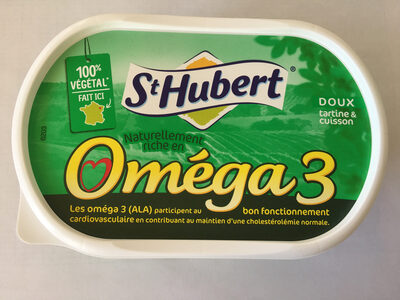 100%
VÉGÉTAL*
FAIT ICI
St Hubert®
DOUX
tartine &
cuisson
Naturellement
riche en
Oméga 3
Les oméga 3 (ALA) participent au bon fonctionnement
cardiovasculaire en contribuant au maintien d'une cholestérolémie normale.